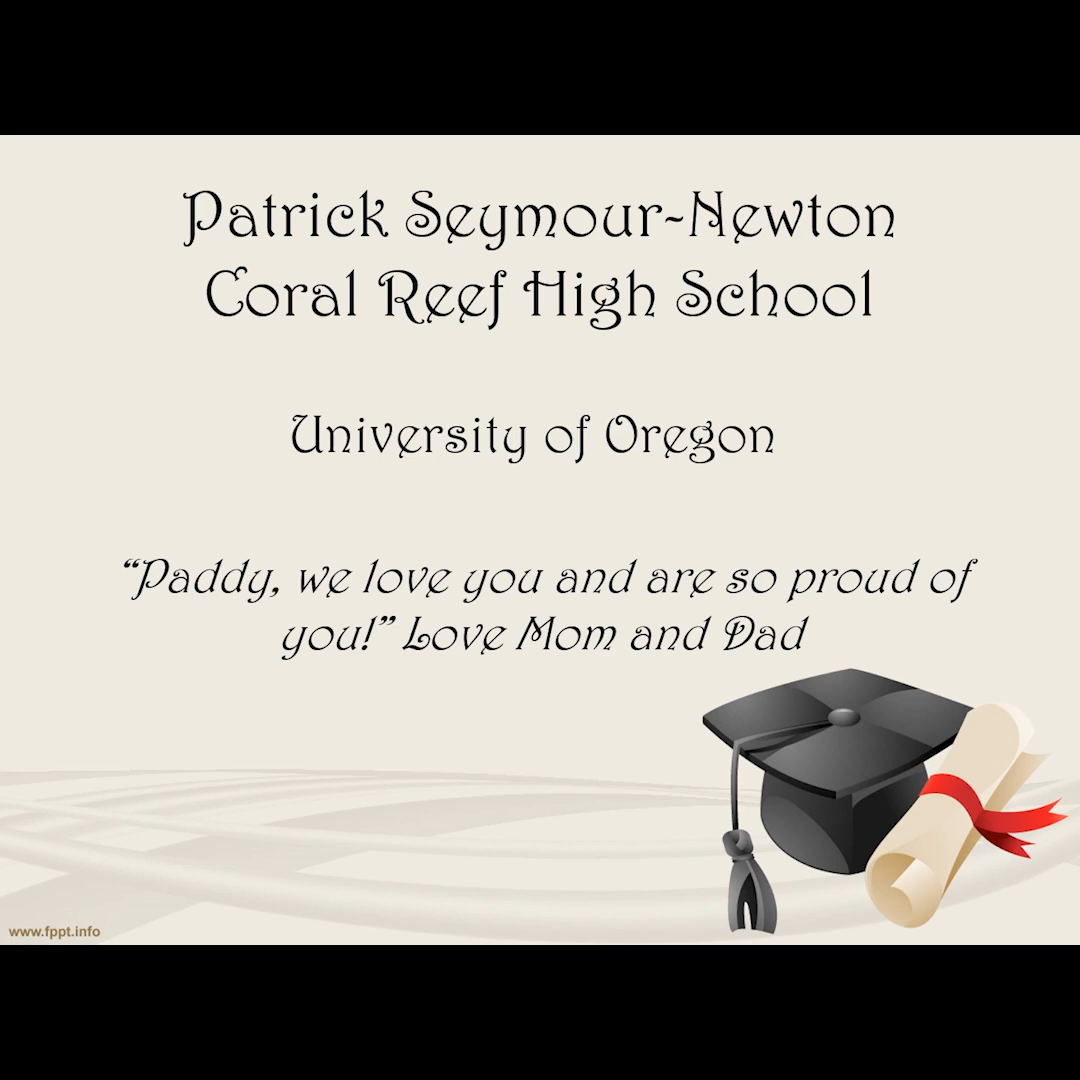 Patrick Seymour-Newton
Coral Reef High School
University of Oregon
“Paddy, we love you and are so proud of
you!” Love Mom and Dad
www.fppt.info